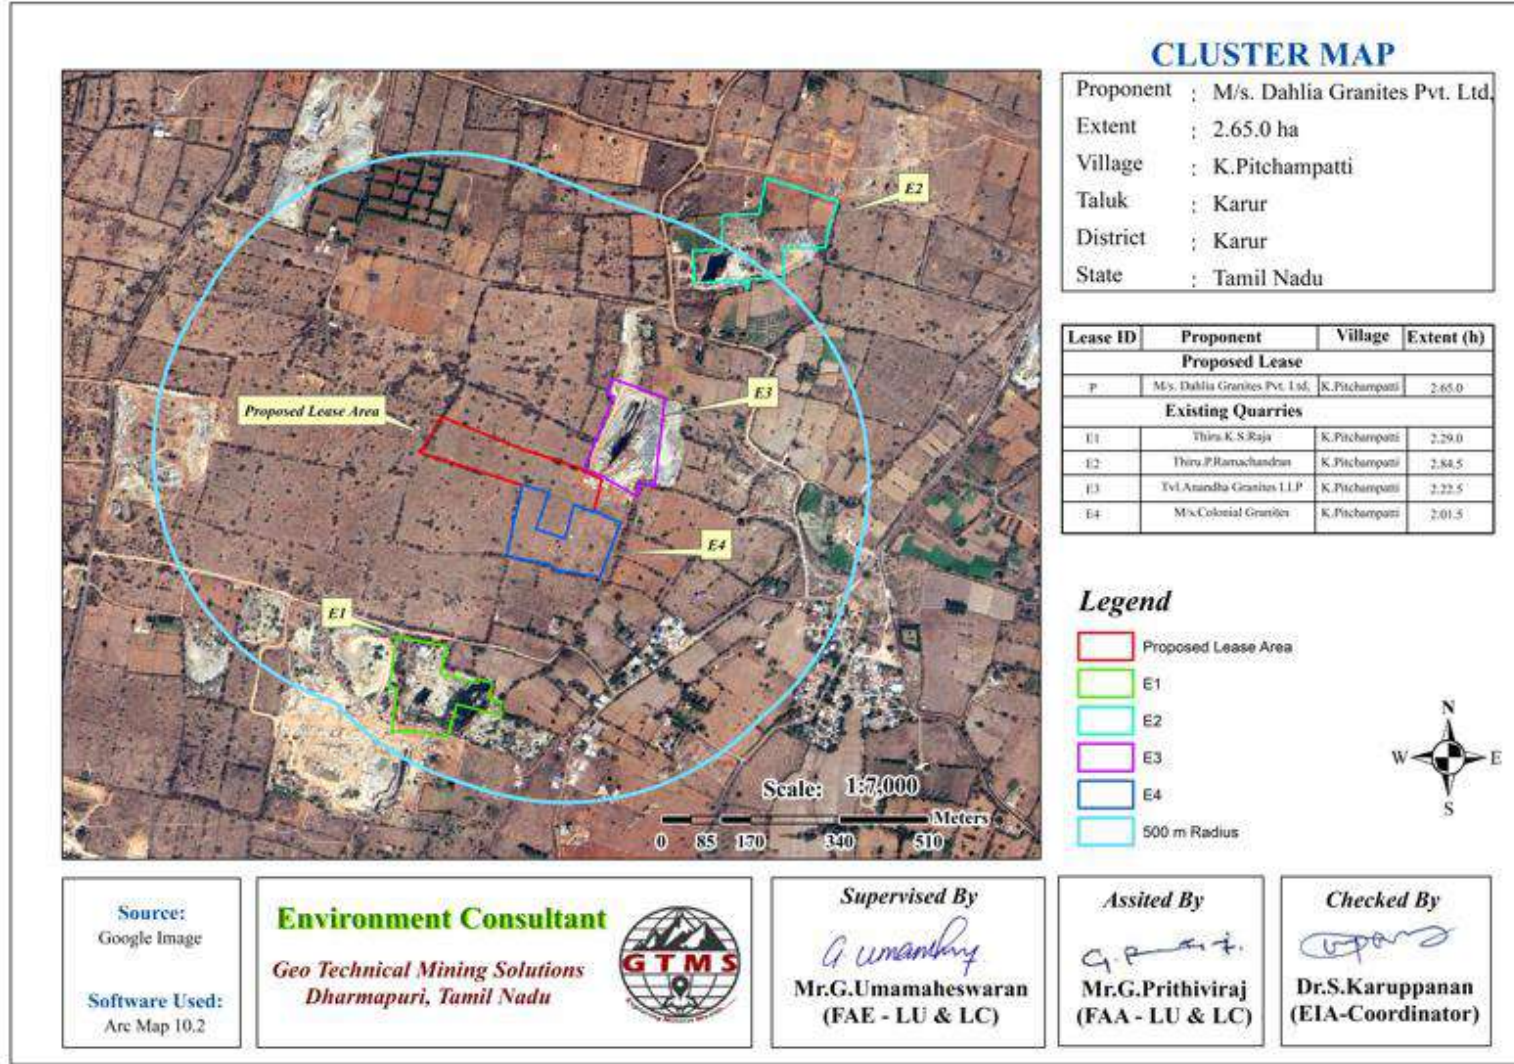 CLUSTER MAP
Proponent : M/s. Dahlia Granites Pvt. Ltd,
Extent : 2.65.0 ha
Village : K.Pitchampatti
Taluk : Karur
District : Karur
State : Tamil Nadu
Lease ID Proponent Village Extent (h)
Proposed Lease
P M/s. Dahlia Granites Pvt. Ltd, K.Pitchampatti 2.65.0
Existing Quarries
E1 Thiru.K.S.Raja K.Pitchampatti 2.29.0
E2 Thiru.P.Ramachandran K.Pitchampatti 2.84.5
E3 Tvl.Anandha Granites LLP K.Pitchampatti 2.22.5
E4 M/s.Colonial Granites K.Pitchampatti 2.01.5
E2
E3
Proposed Lease Area
E4
E1
Scale: 1:7,000
Meters
0 85 170 340 510
Legend
Proposed Lease Area
E1
E2
E3
E4
500 m Radius
N
W E
S
Source:
Google Image
Software Used:
Arc Map 10.2
Environment Consultant
Geo Technical Mining Solutions
Dharmapuri, Tamil Nadu
GTMS
Supervised By
Mr.G.Umamaheswaran
(FAE - LU & LC)
Assited By
Mr.G.Prithiviraj
(FAA - LU & LC)
Checked By
Dr.S.Karuppanan
(EIA-Coordinator)